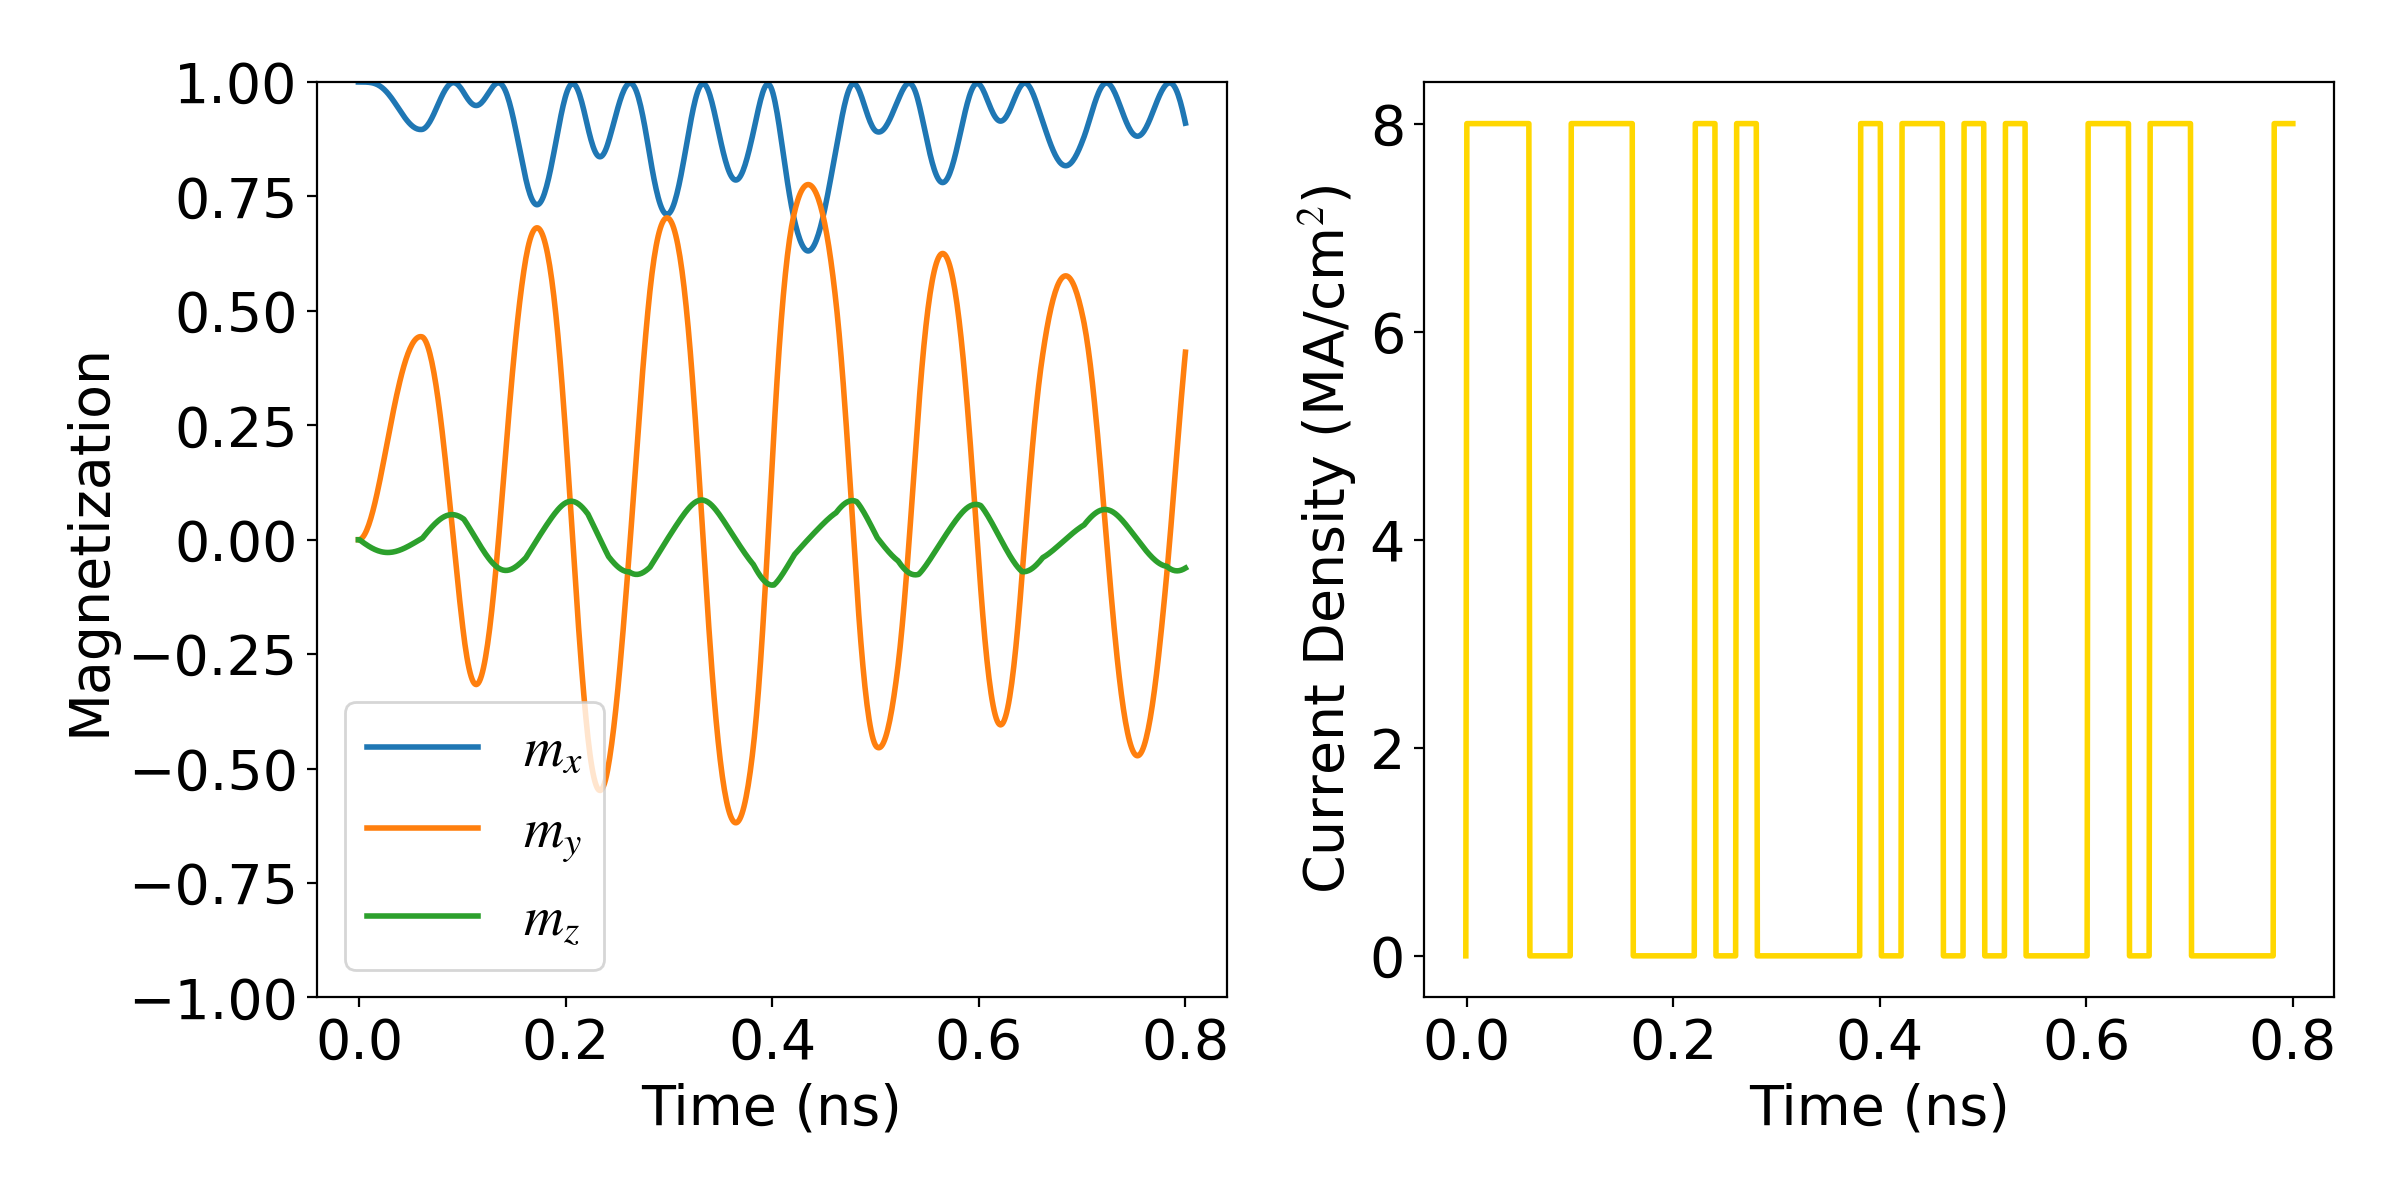 1.00
0.75
0.50
0.25
0.00
−0.25
−0.50
−0.75
−1.00
Magnetization
m_x
m_y
m_z
0.0 0.2 0.4 0.6 0.8
Time (ns)
8
6
4
2
0
Current Density (MA/cm²)
0.0 0.2 0.4 0.6 0.8
Time (ns)